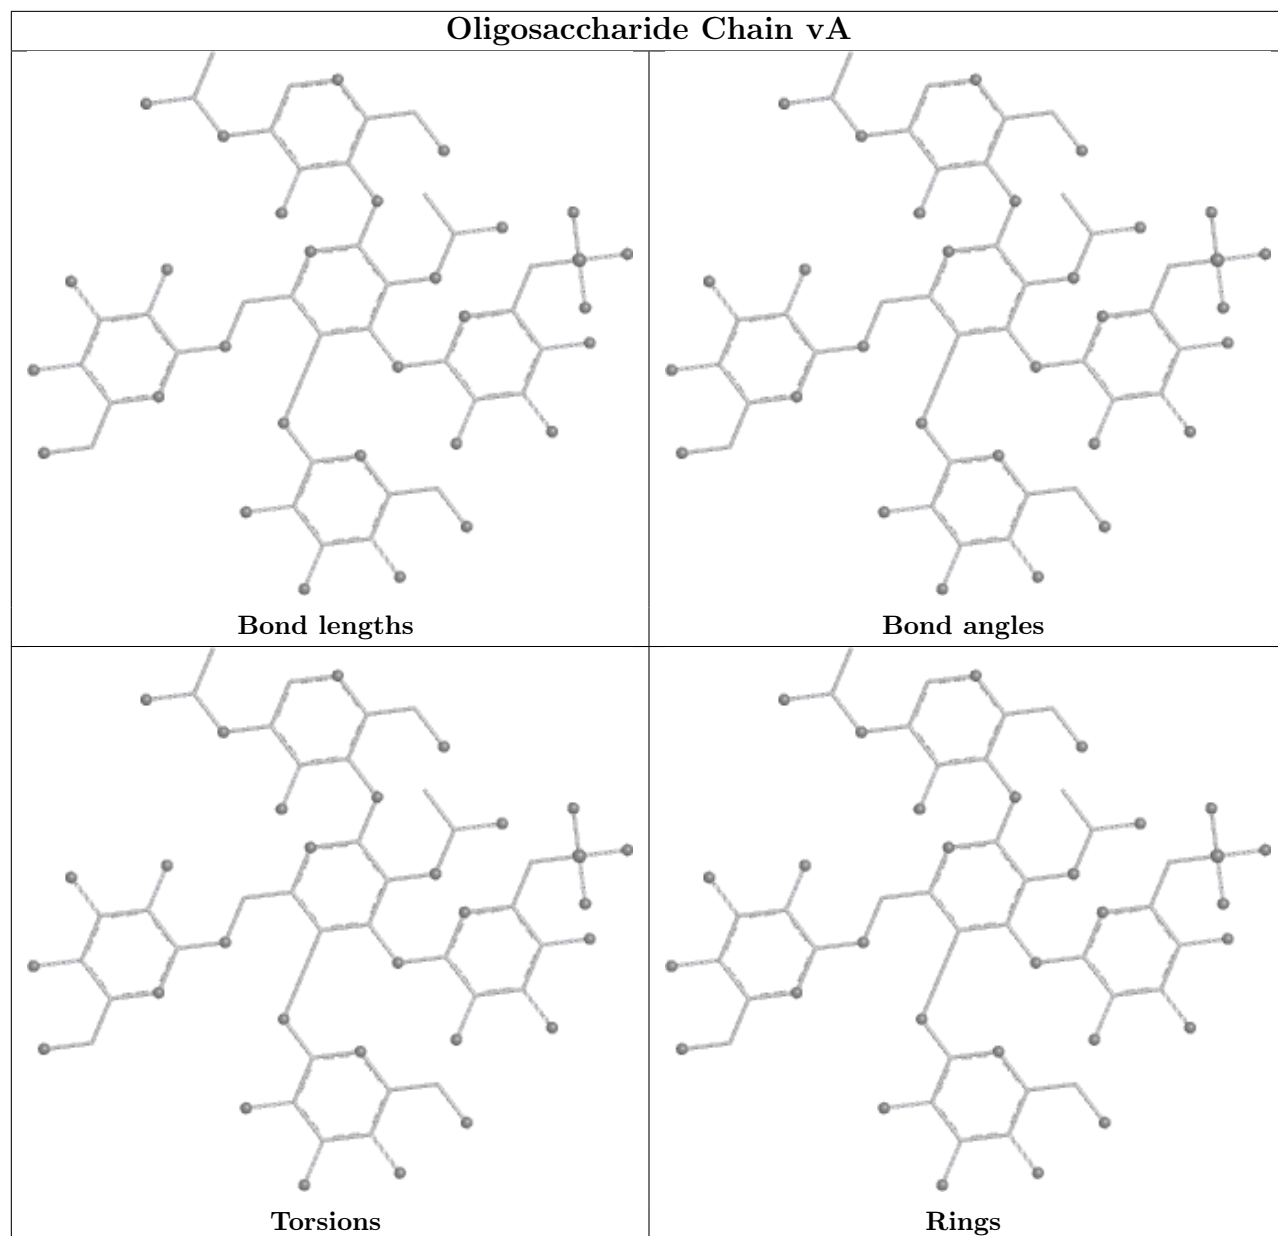 Oligosaccharide Chain vA
Bond lengths
Bond angles
Torsions
Rings